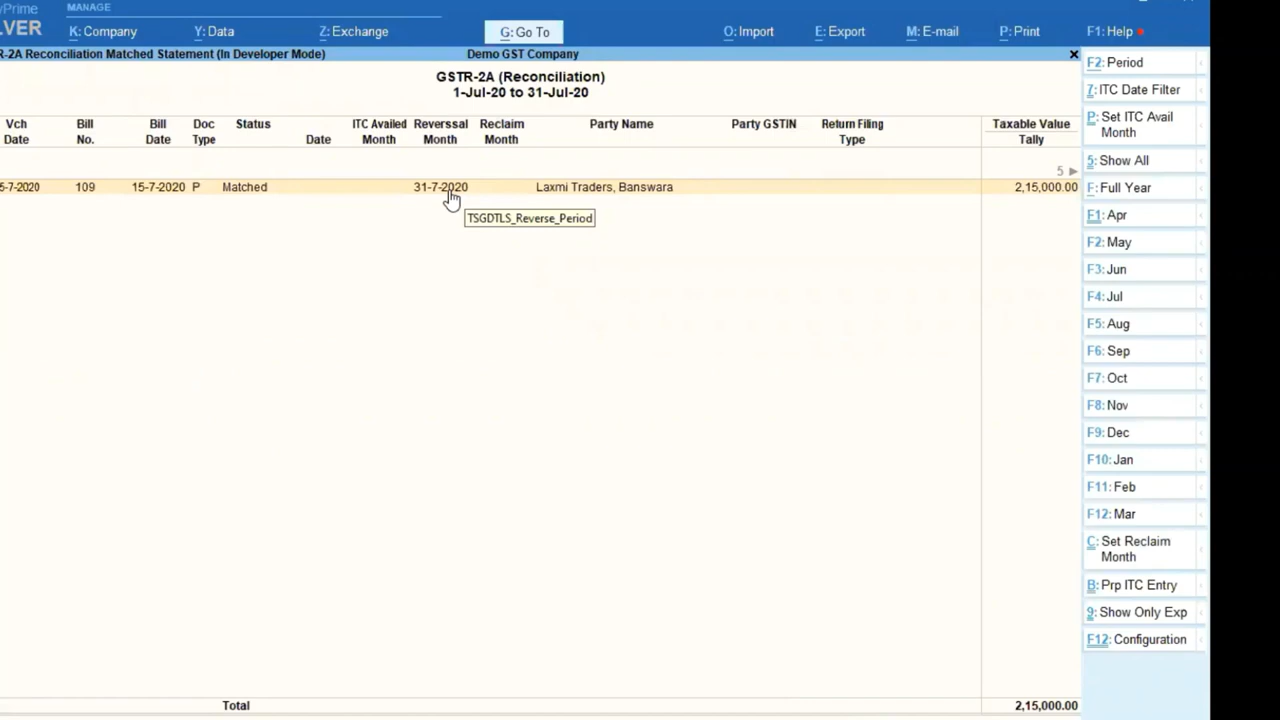 yPrime
MANAGE
LVER
K: Company
Y: Data
Z: Exchange
G: Go To
O: Import
E: Export
M: E-mail
P: Print
F1: Help
R-2A Reconciliation Matched Statement (In Developer Mode)
Demo GST Company
GSTR-2A (Reconciliation)
1-Jul-20 to 31-Jul-20
Vch Date
Bill No.
Bill Date
Doc Type
Status
Date
ITC Availed Month
Reverssal Month
Reclaim Month
Party Name
Party GSTIN
Return Filing Type
Taxable Value Tally
5
5-7-2020 109 15-7-2020 P Matched 31-7-2020 Laxmi Traders, Banswara 2,15,000.00
TSGDTLS_Reverse_Period
Total 2,15,000.00
F2: Period
7: ITC Date Filter
P: Set ITC Avail
Month
5: Show All
F: Full Year
F1: Apr
F2: May
F3: Jun
F4: Jul
F5: Aug
F6: Sep
F7: Oct
F8: Nov
F9: Dec
F10: Jan
F11: Feb
F12: Mar
C: Set Reclaim
Month
B: Prp ITC Entry
9: Show Only Exp
F12: Configuration